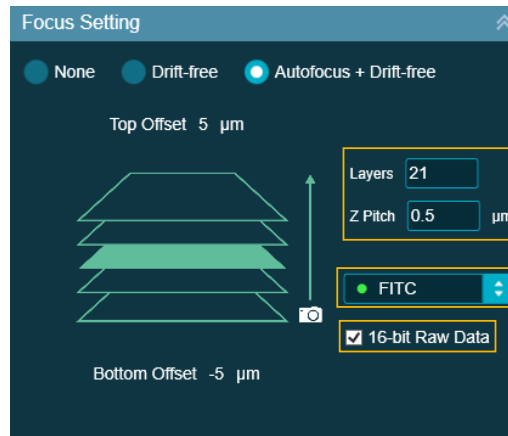 Focus Setting
None Drift-free Autofocus + Drift-free
Top Offset 5 µm
Layers 21
Z Pitch 0.5 µm
FITC
16-bit Raw Data
Bottom Offset -5 µm